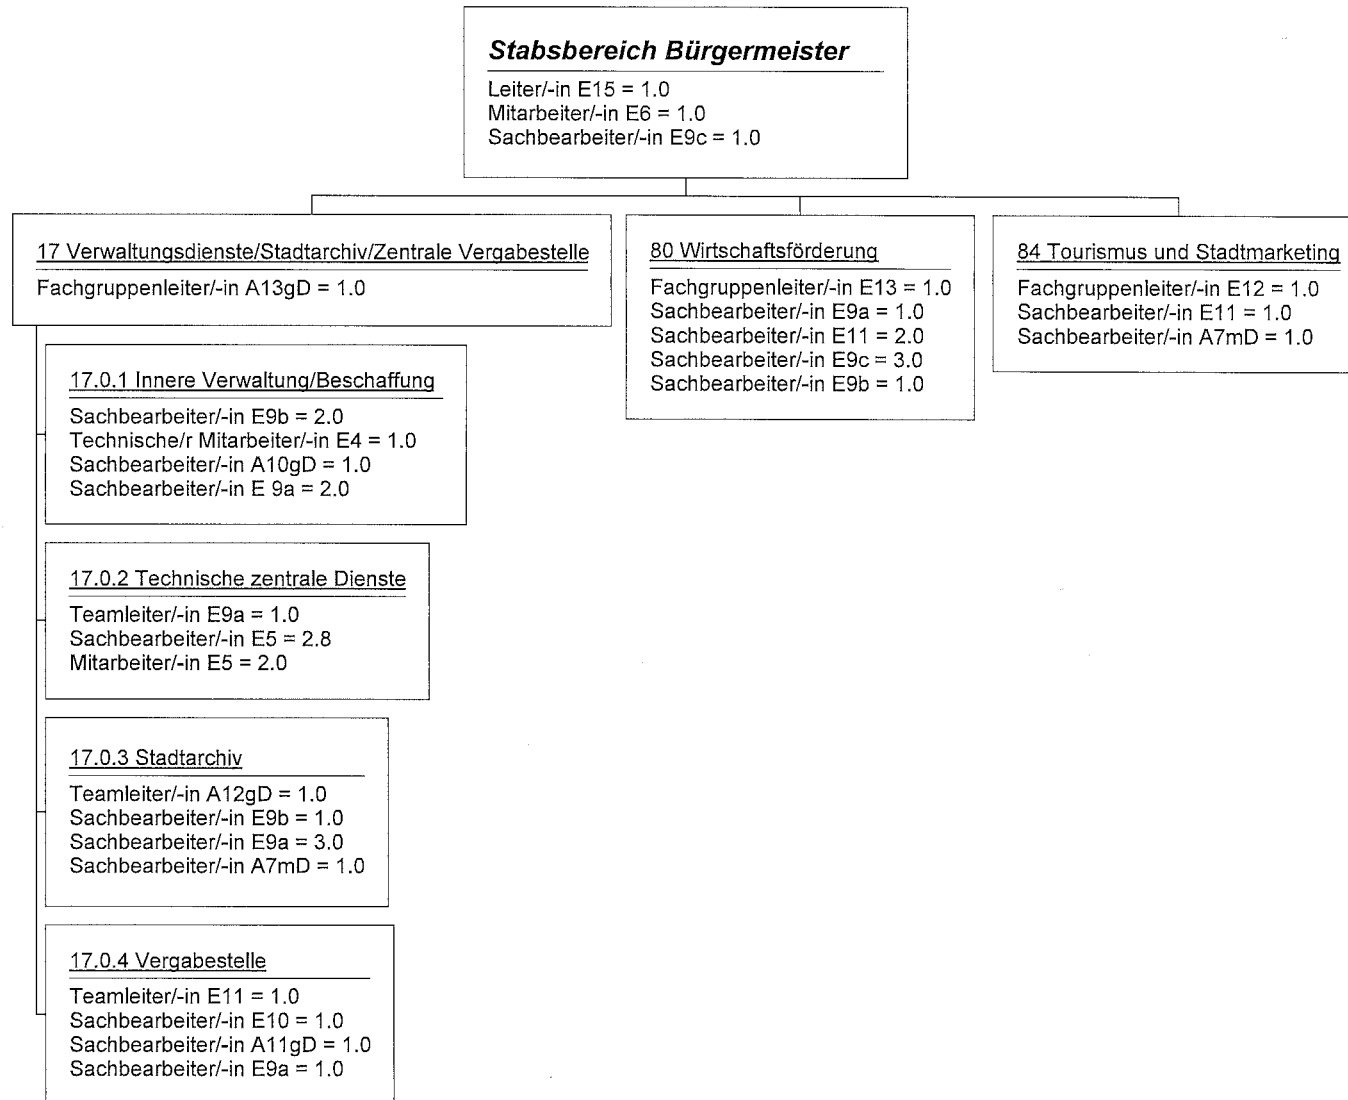 Stabsbereich Bürgermeister
Leiter/-in E15 = 1.0
Mitarbeiter/-in E6 = 1.0
Sachbearbeiter/-in E9c = 1.0
17 Verwaltungsdienste/Stadtarchiv/Zentrale Vergabestelle
Fachgruppenleiter/-in A13gD = 1.0
17.0.1 Innere Verwaltung/Beschaffung
Sachbearbeiter/-in E9b = 2.0
Technische/r Mitarbeiter/-in E4 = 1.0
Sachbearbeiter/-in A10gD = 1.0
Sachbearbeiter/-in E 9a = 2.0
17.0.2 Technische zentrale Dienste
Teamleiter/-in E9a = 1.0
Sachbearbeiter/-in E5 = 2.8
Mitarbeiter/-in E5 = 2.0
17.0.3 Stadtarchiv
Teamleiter/-in A12gD = 1.0
Sachbearbeiter/-in E9b = 1.0
Sachbearbeiter/-in E9a = 3.0
Sachbearbeiter/-in A7mD = 1.0
17.0.4 Vergabestelle
Teamleiter/-in E11 = 1.0
Sachbearbeiter/-in E10 = 1.0
Sachbearbeiter/-in A11gD = 1.0
Sachbearbeiter/-in E9a = 1.0
80 Wirtschaftsförderung
Fachgruppenleiter/-in E13 = 1.0
Sachbearbeiter/-in E9a = 1.0
Sachbearbeiter/-in E11 = 2.0
Sachbearbeiter/-in E9c = 3.0
Sachbearbeiter/-in E9b = 1.0
84 Tourismus und Stadtmarketing
Fachgruppenleiter/-in E12 = 1.0
Sachbearbeiter/-in E11 = 1.0
Sachbearbeiter/-in A7mD = 1.0